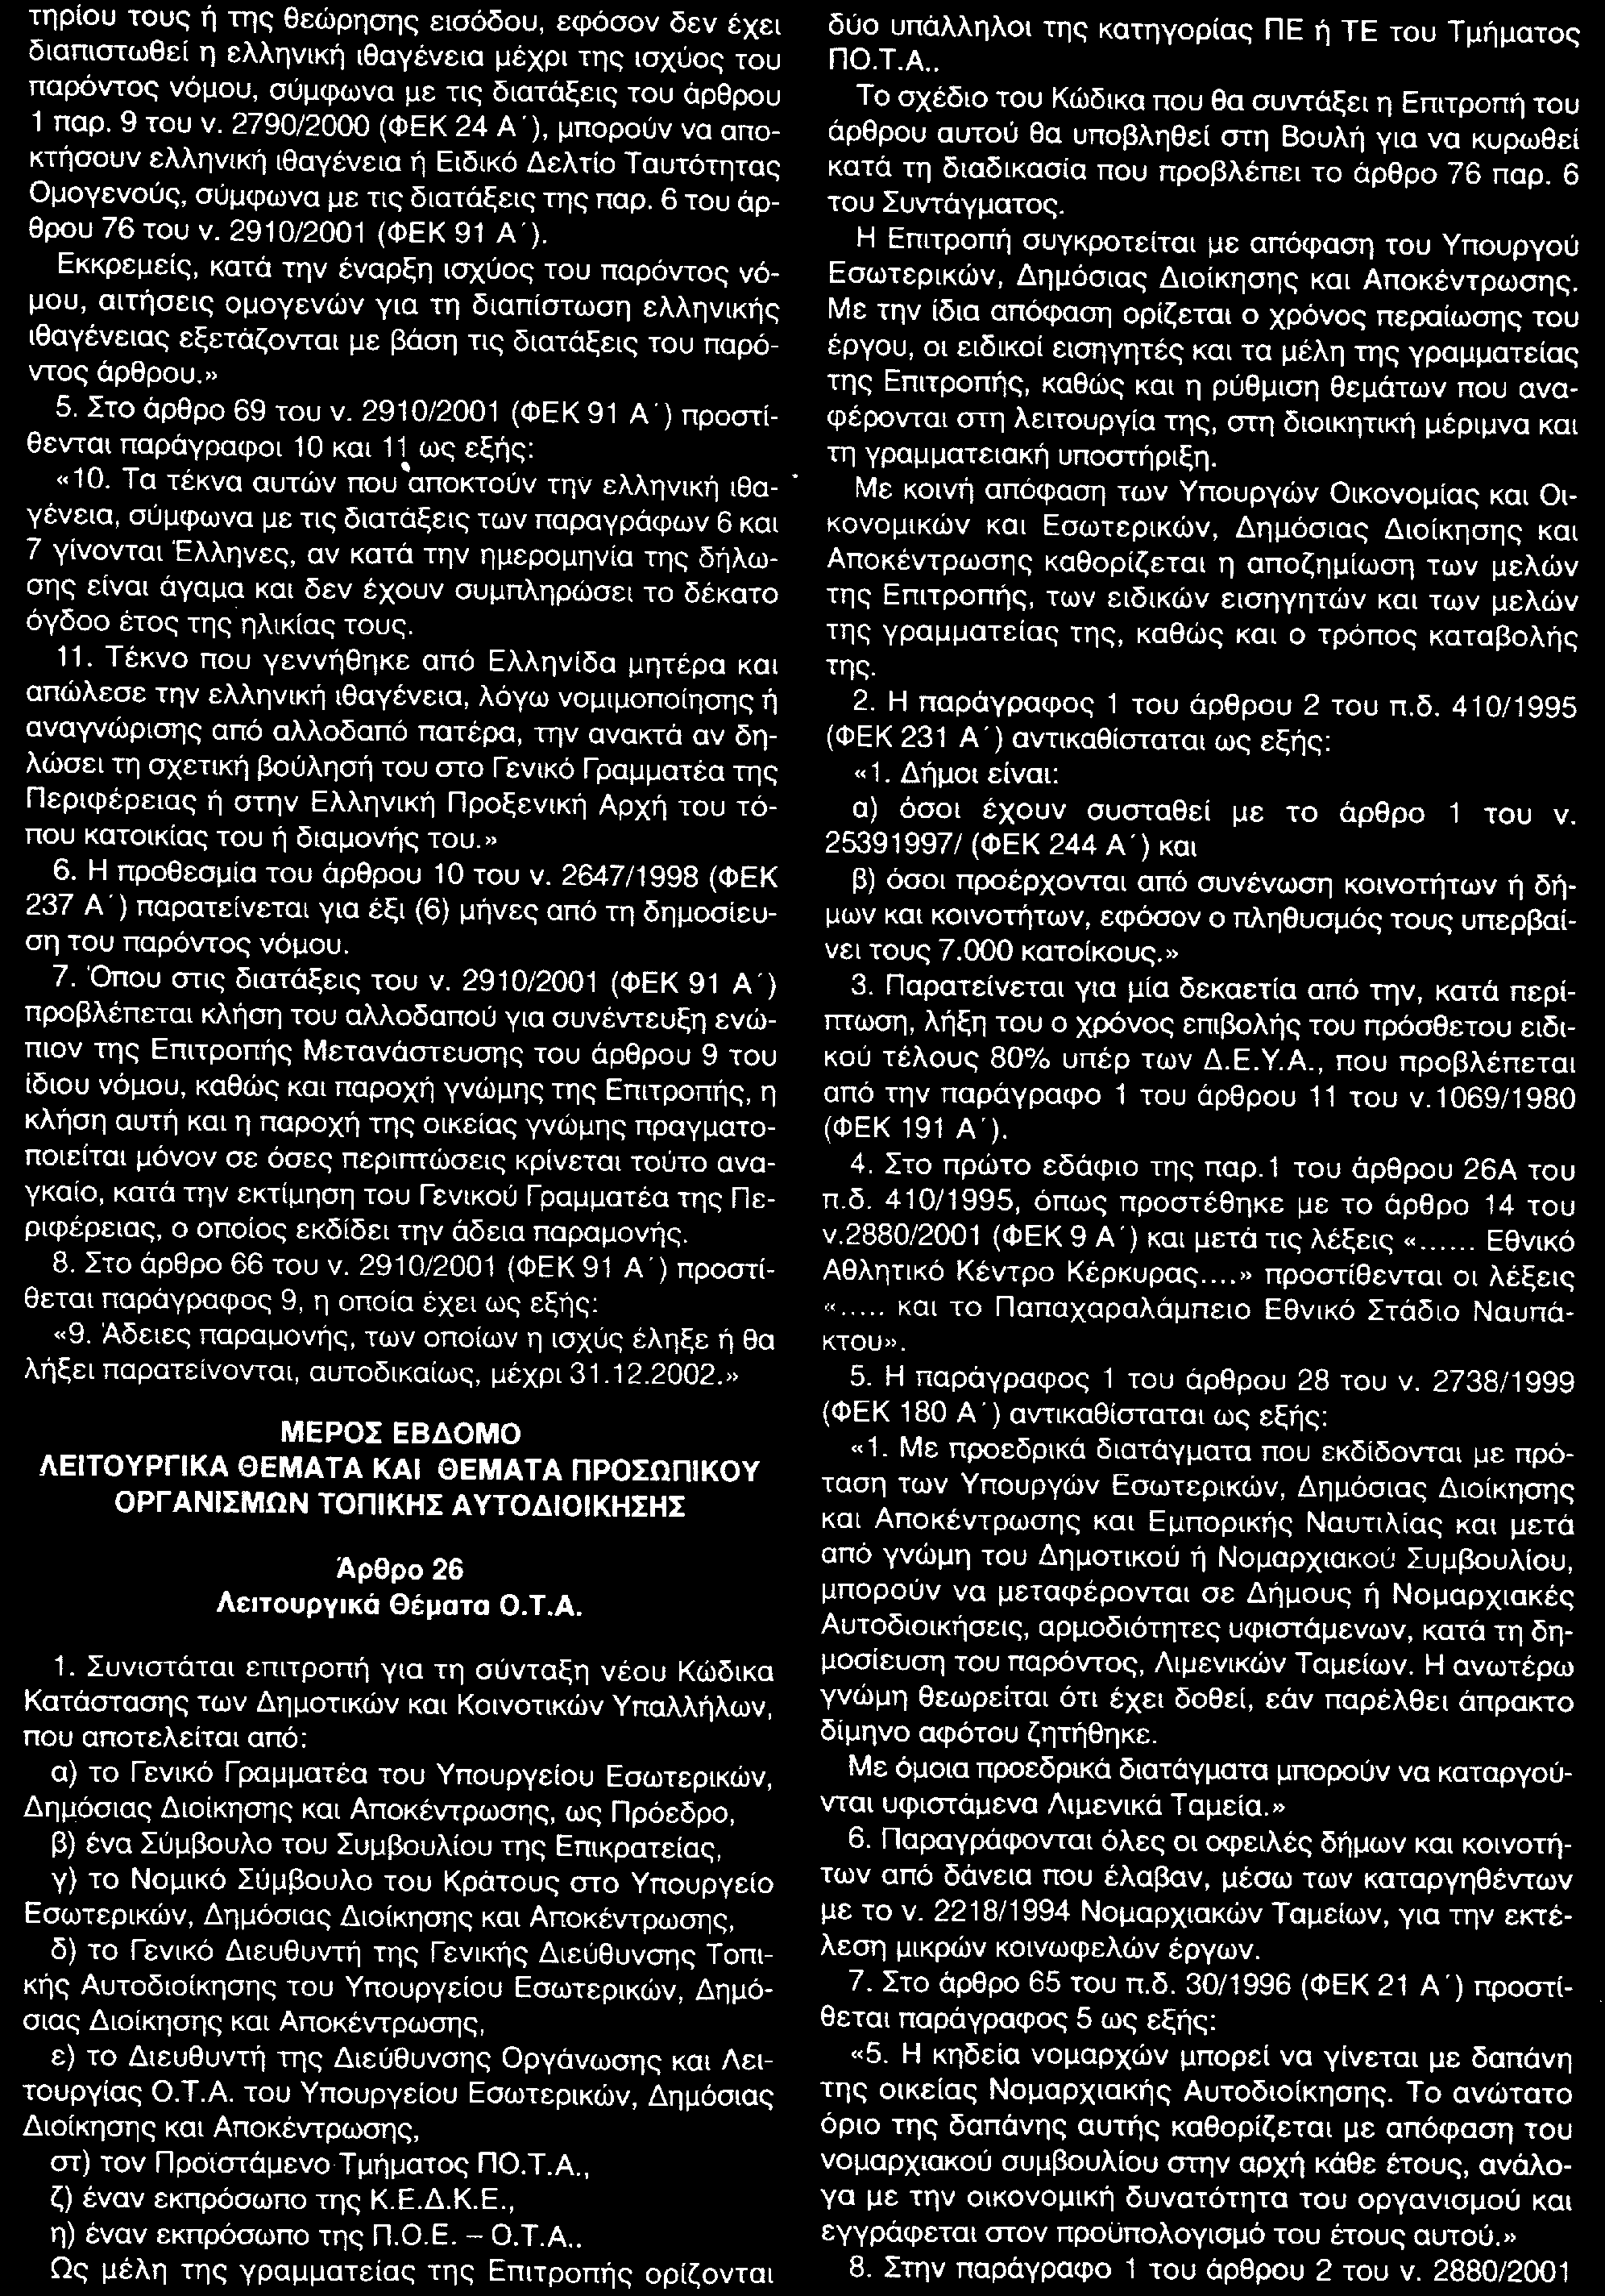 τηρίου τους ή της θεώρησης εισόδου, εφόσον δεν έχει
διαπιστωθεί η ελληνική ιθαγένεια μέχρι της ισχύος του
παρόντος νόμου, σύμφωνα με τις διατάξεις του άρθρου
1 παρ. 9 του ν. 2790/2000 (ΦΕΚ 24 Α΄), μπορούν να απο-
κτήσουν ελληνική ιθαγένεια ή Ειδικό Δελτίο Ταυτότητας
Ομογενούς, σύμφωνα με τις διατάξεις της παρ. 6 του άρ-
θρου 76 του ν. 2910/2001 (ΦΕΚ 91 Α΄).
Εκκρεμείς, κατά την έναρξη ισχύος του παρόντος νό-
μου, αιτήσεις ομογενών για τη διαπίστωση ελληνικής
ιθαγένειας εξετάζονται με βάση τις διατάξεις του παρό-
ντος άρθρου.»
5. Στο άρθρο 69 του ν. 2910/2001 (ΦΕΚ 91 Α΄) προστί-
θενται παράγραφοι 10 και 11 ως εξής:
«10. Τα τέκνα αυτών που αποκτούν την ελληνική ιθα-
γένεια, σύμφωνα με τις διατάξεις των παραγράφων 6 και
7 γίνονται Έλληνες, αν κατά την ημερομηνία της δήλω-
σης είναι άγαμα και δεν έχουν συμπληρώσει το δέκατο
όγδοο έτος της ηλικίας τους.
11. Τέκνο που γεννήθηκε από Ελληνίδα μητέρα και
απώλεσε την ελληνική ιθαγένεια, λόγω νομιμοποίησης ή
αναγνώρισης από αλλοδαπό πατέρα, την ανακτά αν δη-
λώσει τη σχετική βούλησή του στο Γενικό Γραμματέα της
Περιφέρειας ή στην Ελληνική Προξενική Αρχή του τό-
που κατοικίας του ή διαμονής του.»
6. Η προθεσμία του άρθρου 10 του ν. 2647/1998 (ΦΕΚ
237 Α΄) παρατείνεται για έξι (6) μήνες από τη δημοσίευ-
ση του παρόντος νόμου.
7. Όπου στις διατάξεις του ν. 2910/2001 (ΦΕΚ 91 Α΄)
προβλέπεται κλήση του αλλοδαπού για συνέντευξη ενώ-
πιον της Επιτροπής Μετανάστευσης του άρθρου 9 του
ίδιου νόμου, καθώς και παροχή γνώμης της Επιτροπής, η
κλήση αυτή και η παροχή της οικείας γνώμης πραγματο-
ποιείται μόνον σε όσες περιπτώσεις κρίνεται τούτο ανα-
γκαίο, κατά την εκτίμηση του Γενικού Γραμματέα της Πε-
ριφέρειας, ο οποίος εκδίδει την άδεια παραμονής.
8. Στο άρθρο 66 του ν. 2910/2001 (ΦΕΚ 91 Α΄) προστί-
θεται παράγραφος 9, η οποία έχει ως εξής:
«9. Άδειες παραμονής, των οποίων η ισχύς έληξε ή θα
λήξει παρατείνονται, αυτοδικαίως, μέχρι 31.12.2002.»
ΜΕΡΟΣ ΕΒΔΟΜΟ
ΛΕΙΤΟΥΡΓΙΚΑ ΘΕΜΑΤΑ ΚΑΙ ΘΕΜΑΤΑ ΠΡΟΣΩΠΙΚΟΥ
ΟΡΓΑΝΙΣΜΩΝ ΤΟΠΙΚΗΣ ΑΥΤΟΔΙΟΙΚΗΣΗΣ
Άρθρο 26
Λειτουργικά Θέματα Ο.Τ.Α.
1. Συνιστάται επιτροπή για τη σύνταξη νέου Κώδικα
Κατάστασης των Δημοτικών και Κοινοτικών Υπαλλήλων,
που αποτελείται από:
α) το Γενικό Γραμματέα του Υπουργείου Εσωτερικών,
Δημόσιας Διοίκησης και Αποκέντρωσης, ως Πρόεδρο,
β) ένα Σύμβουλο του Συμβουλίου της Επικρατείας,
γ) το Νομικό Σύμβουλο του Κράτους στο Υπουργείο
Εσωτερικών, Δημόσιας Διοίκησης και Αποκέντρωσης,
δ) το Γενικό Διευθυντή της Γενικής Διεύθυνσης Τοπι-
κής Αυτοδιοίκησης του Υπουργείου Εσωτερικών, Δημό-
σιας Διοίκησης και Αποκέντρωσης,
ε) το Διευθυντή της Διεύθυνσης Οργάνωσης και Λει-
τουργίας Ο.Τ.Α. του Υπουργείου Εσωτερικών, Δημόσιας
Διοίκησης και Αποκέντρωσης,
στ) τον Προϊστάμενο Τμήματος ΠΟ.Τ.Α.,
ζ) έναν εκπρόσωπο της Κ.Ε.Δ.Κ.Ε.,
η) έναν εκπρόσωπο της Π.Ο.Ε. – Ο.Τ.Α..
Ως μέλη της γραμματείας της Επιτροπής ορίζονται
δύο υπάλληλοι της κατηγορίας ΠΕ ή ΤΕ του Τμήματος
ΠΟ.Τ.Α..
Το σχέδιο του Κώδικα που θα συντάξει η Επιτροπή του
άρθρου αυτού θα υποβληθεί στη Βουλή για να κυρωθεί
κατά τη διαδικασία που προβλέπει το άρθρο 76 παρ. 6
του Συντάγματος.
Η Επιτροπή συγκροτείται με απόφαση του Υπουργού
Εσωτερικών, Δημόσιας Διοίκησης και Αποκέντρωσης.
Με την ίδια απόφαση ορίζεται ο χρόνος περαίωσης του
έργου, οι ειδικοί εισηγητές και τα μέλη της γραμματείας
της Επιτροπής, καθώς και η ρύθμιση θεμάτων που ανα-
φέρονται στη λειτουργία της, στη διοικητική μέριμνα και
τη γραμματειακή υποστήριξη.
Με κοινή απόφαση των Υπουργών Οικονομίας και Οι-
κονομικών και Εσωτερικών, Δημόσιας Διοίκησης και
Αποκέντρωσης καθορίζεται η αποζημίωση των μελών
της Επιτροπής, των ειδικών εισηγητών και των μελών
της γραμματείας της, καθώς και ο τρόπος καταβολής
της.
2. Η παράγραφος 1 του άρθρου 2 του π.δ. 410/1995
(ΦΕΚ 231 Α΄) αντικαθίσταται ως εξής:
«1. Δήμοι είναι:
α) όσοι έχουν συσταθεί με το άρθρο 1 του ν.
25391997/ (ΦΕΚ 244 Α΄) και
β) όσοι προέρχονται από συνένωση κοινοτήτων ή δή-
μων και κοινοτήτων, εφόσον ο πληθυσμός τους υπερβαί-
νει τους 7.000 κατοίκους.»
3. Παρατείνεται για μία δεκαετία από την, κατά περί-
πτωση, λήξη του ο χρόνος επιβολής του πρόσθετου ειδι-
κού τέλους 80% υπέρ των Δ.Ε.Υ.Α., που προβλέπεται
από την παράγραφο 1 του άρθρου 11 του ν.1069/1980
(ΦΕΚ 191 Α΄).
4. Στο πρώτο εδάφιο της παρ.1 του άρθρου 26Α του
π.δ. 410/1995, όπως προστέθηκε με το άρθρο 14 του
ν.2880/2001 (ΦΕΚ 9 Α΄) και μετά τις λέξεις «...... Εθνικό
Αθλητικό Κέντρο Κέρκυρας....» προστίθενται οι λέξεις
«..... και το Παπαχαραλάμπειο Εθνικό Στάδιο Ναυπά-
κτου».
5. Η παράγραφος 1 του άρθρου 28 του ν. 2738/1999
(ΦΕΚ 180 Α΄) αντικαθίσταται ως εξής:
«1. Με προεδρικά διατάγματα που εκδίδονται με πρό-
ταση των Υπουργών Εσωτερικών, Δημόσιας Διοίκησης
και Αποκέντρωσης και Εμπορικής Ναυτιλίας και μετά
από γνώμη του Δημοτικού ή Νομαρχιακού Συμβουλίου,
μπορούν να μεταφέρονται σε Δήμους ή Νομαρχιακές
Αυτοδιοικήσεις, αρμοδιότητες υφιστάμενων, κατά τη δη-
μοσίευση του παρόντος, Λιμενικών Ταμείων. Η ανωτέρω
γνώμη θεωρείται ότι έχει δοθεί, εάν παρέλθει άπρακτο
δίμηνο αφότου ζητήθηκε.
Με όμοια προεδρικά διατάγματα μπορούν να καταργού-
νται υφιστάμενα Λιμενικά Ταμεία.»
6. Παραγράφονται όλες οι οφειλές δήμων και κοινοτή-
των από δάνεια που έλαβαν, μέσω των καταργηθέντων
με το ν. 2218/1994 Νομαρχιακών Ταμείων, για την εκτέ-
λεση μικρών κοινωφελών έργων.
7. Στο άρθρο 65 του π.δ. 30/1996 (ΦΕΚ 21 Α΄) προστί-
θεται παράγραφος 5 ως εξής:
«5. Η κηδεία νομαρχών μπορεί να γίνεται με δαπάνη
της οικείας Νομαρχιακής Αυτοδιοίκησης. Το ανώτατο
όριο της δαπάνης αυτής καθορίζεται με απόφαση του
νομαρχιακού συμβουλίου στην αρχή κάθε έτους, ανάλο-
γα με την οικονομική δυνατότητα του οργανισμού και
εγγράφεται στον προϋπολογισμό του έτους αυτού.»
8. Στην παράγραφο 1 του άρθρου 2 του ν. 2880/2001